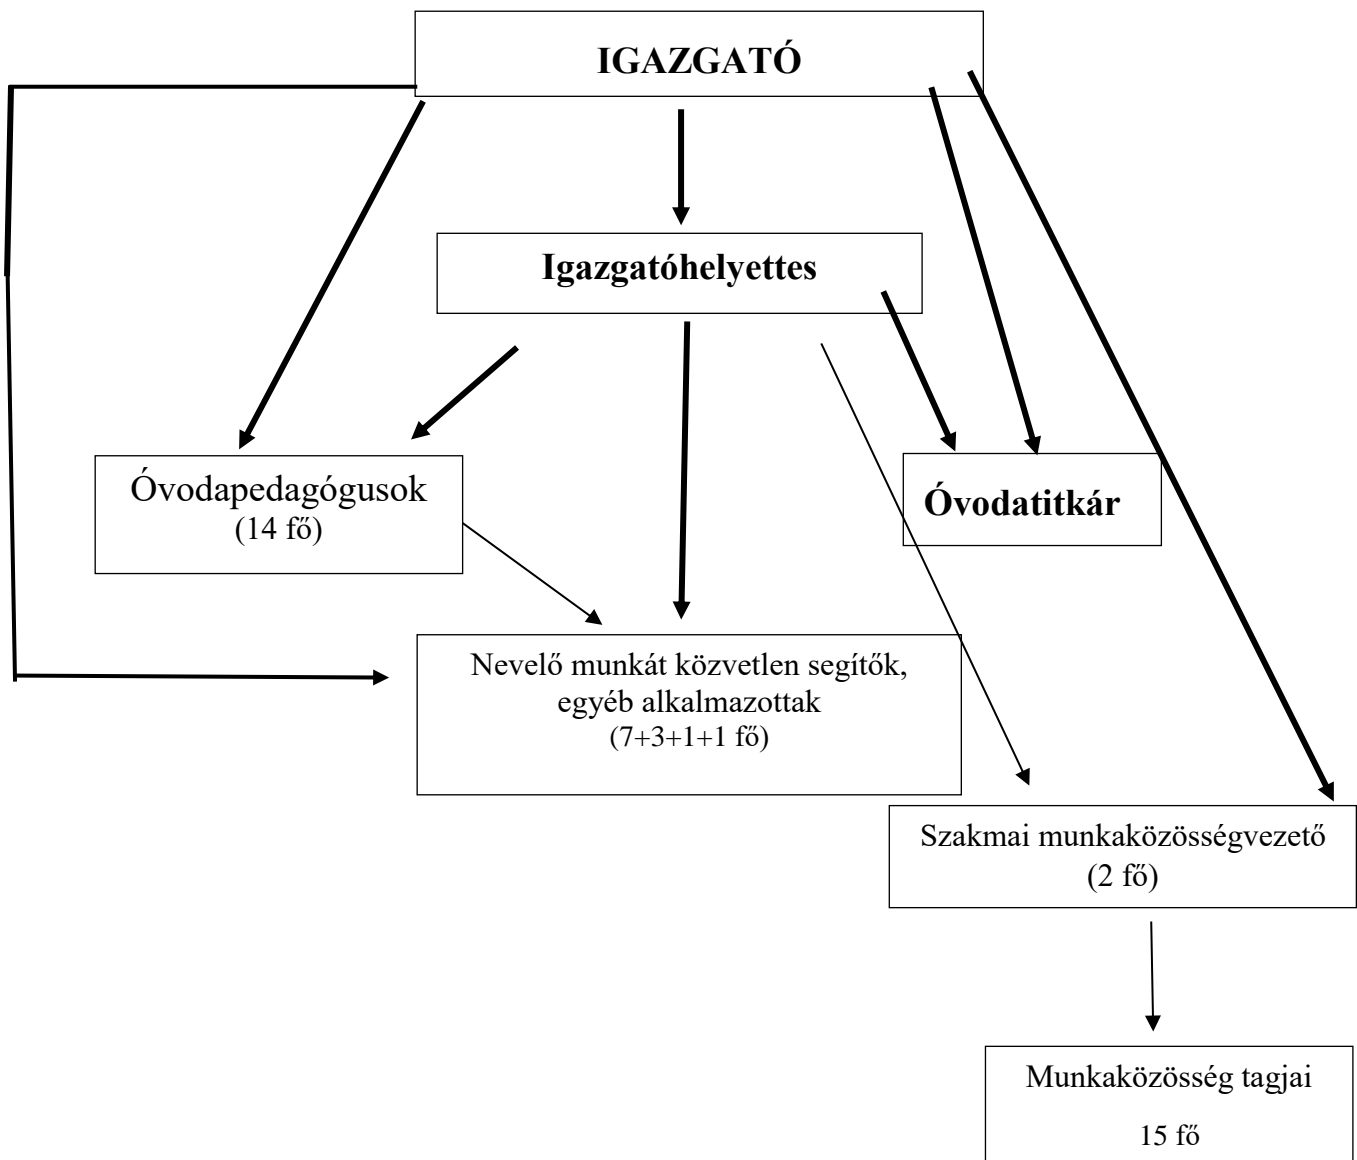 IGAZGATÓ
Igazgatóhelyettes
Óvodapedagógusok
(14 fő)
Óvodatitkár
Nevelő munkát közvetlen segítők,
egyéb alkalmazottak
(7+3+1+1 fő)
Szakmai munkaközösségvezető
(2 fő)
Munkaközösség tagjai
15 fő